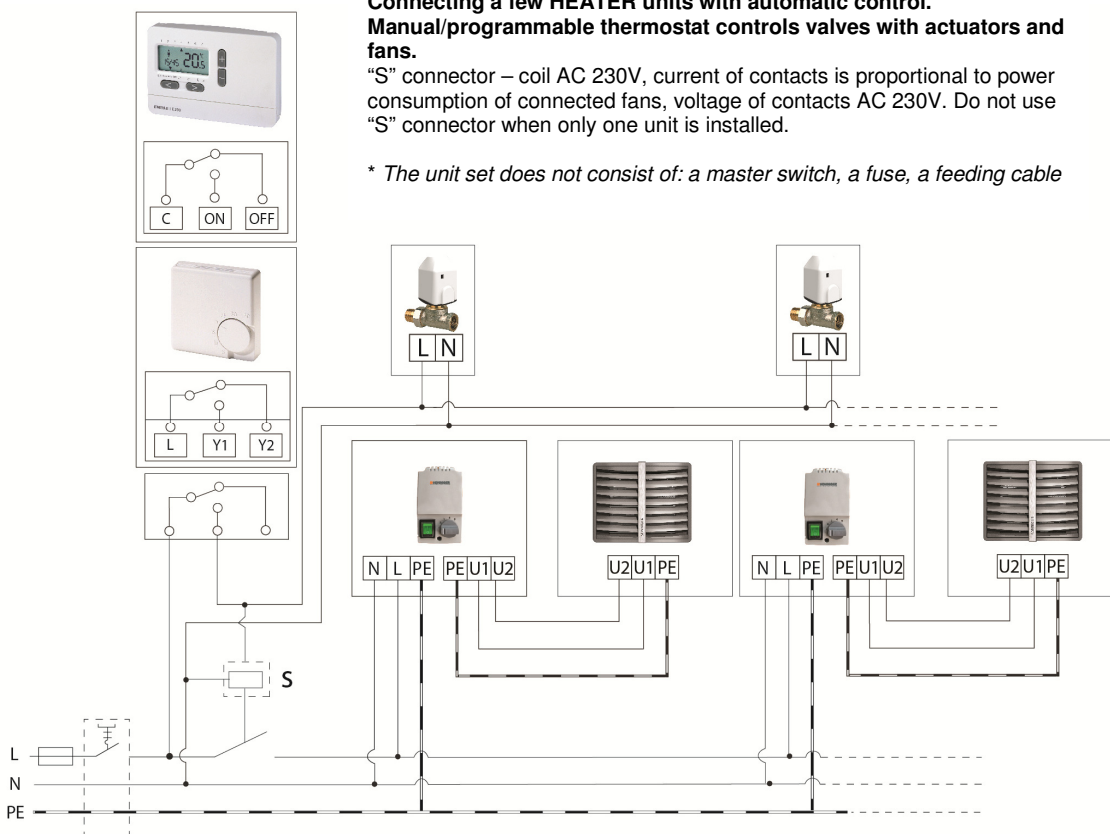 Connecting a few HEATER units with automatic control.
Manual/programmable thermostat controls valves with actuators and
fans.
“S” connector – coil AC 230V, current of contacts is proportional to power
consumption of connected fans, voltage of contacts AC 230V. Do not use
“S” connector when only one unit is installed.
* The unit set does not consist of: a master switch, a fuse, a feeding cable
C ON OFF
L N
L N
L Y1 Y2
N L PE PE U1 U2
U2 U1 PE
N L PE PE U1 U2
U2 U1 PE
S
L
N
PE